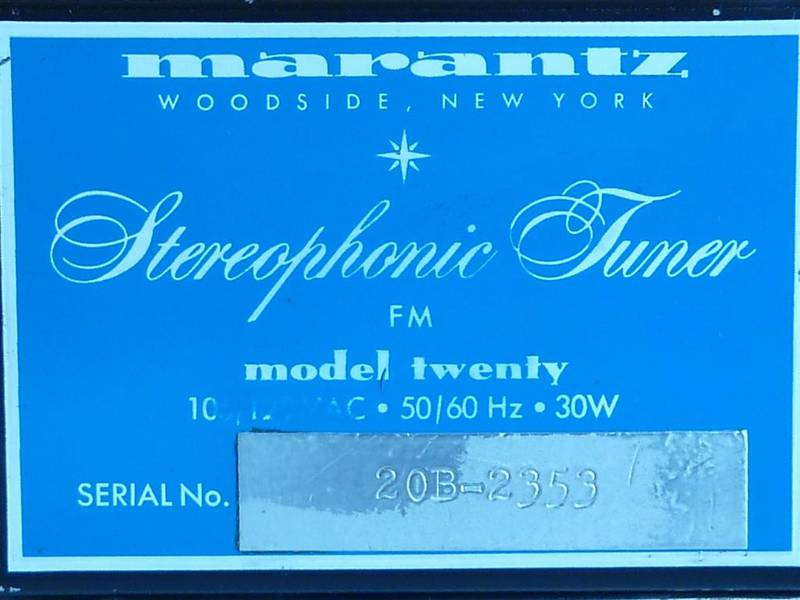 marantz
WOODSIDE, NEW YORK
Stereophonic Tuner
FM
model twenty
• 50/60 Hz • 30W
SERIAL No. 20B-2353